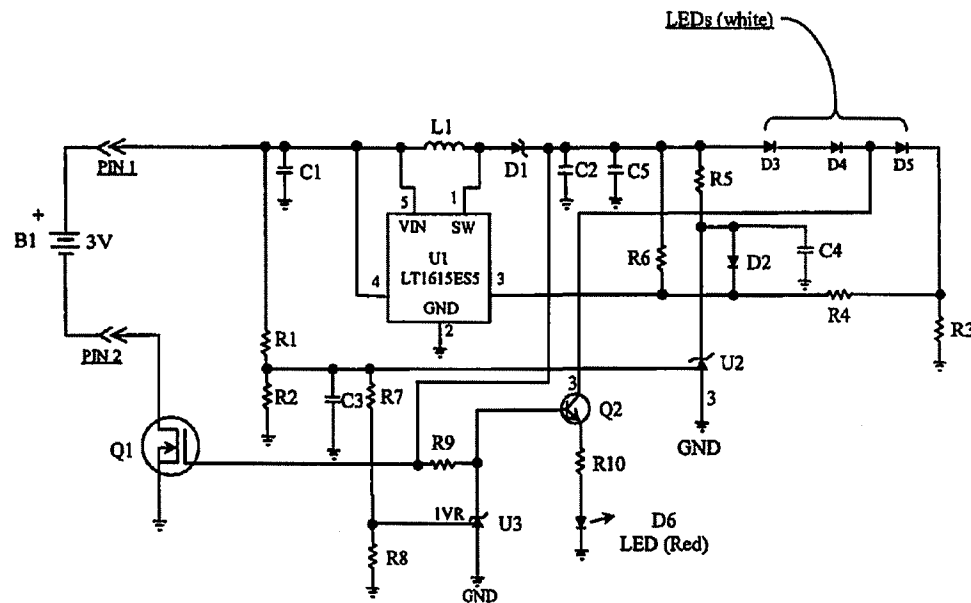 LEDs (white)
L1
PIN 1
C1
D1
C2
C5
D3
D4
D5
R5
5
1
VIN
SW
+
B1
3V
U1
LT1615ES5
4
3
GND
2
R6
D2
C4
R4
R3
PIN 2
R1
R2
C3
R7
U2
3
3
Q2
GND
Q1
R9
R10
1VR
U3
D6
LED (Red)
R8
GND